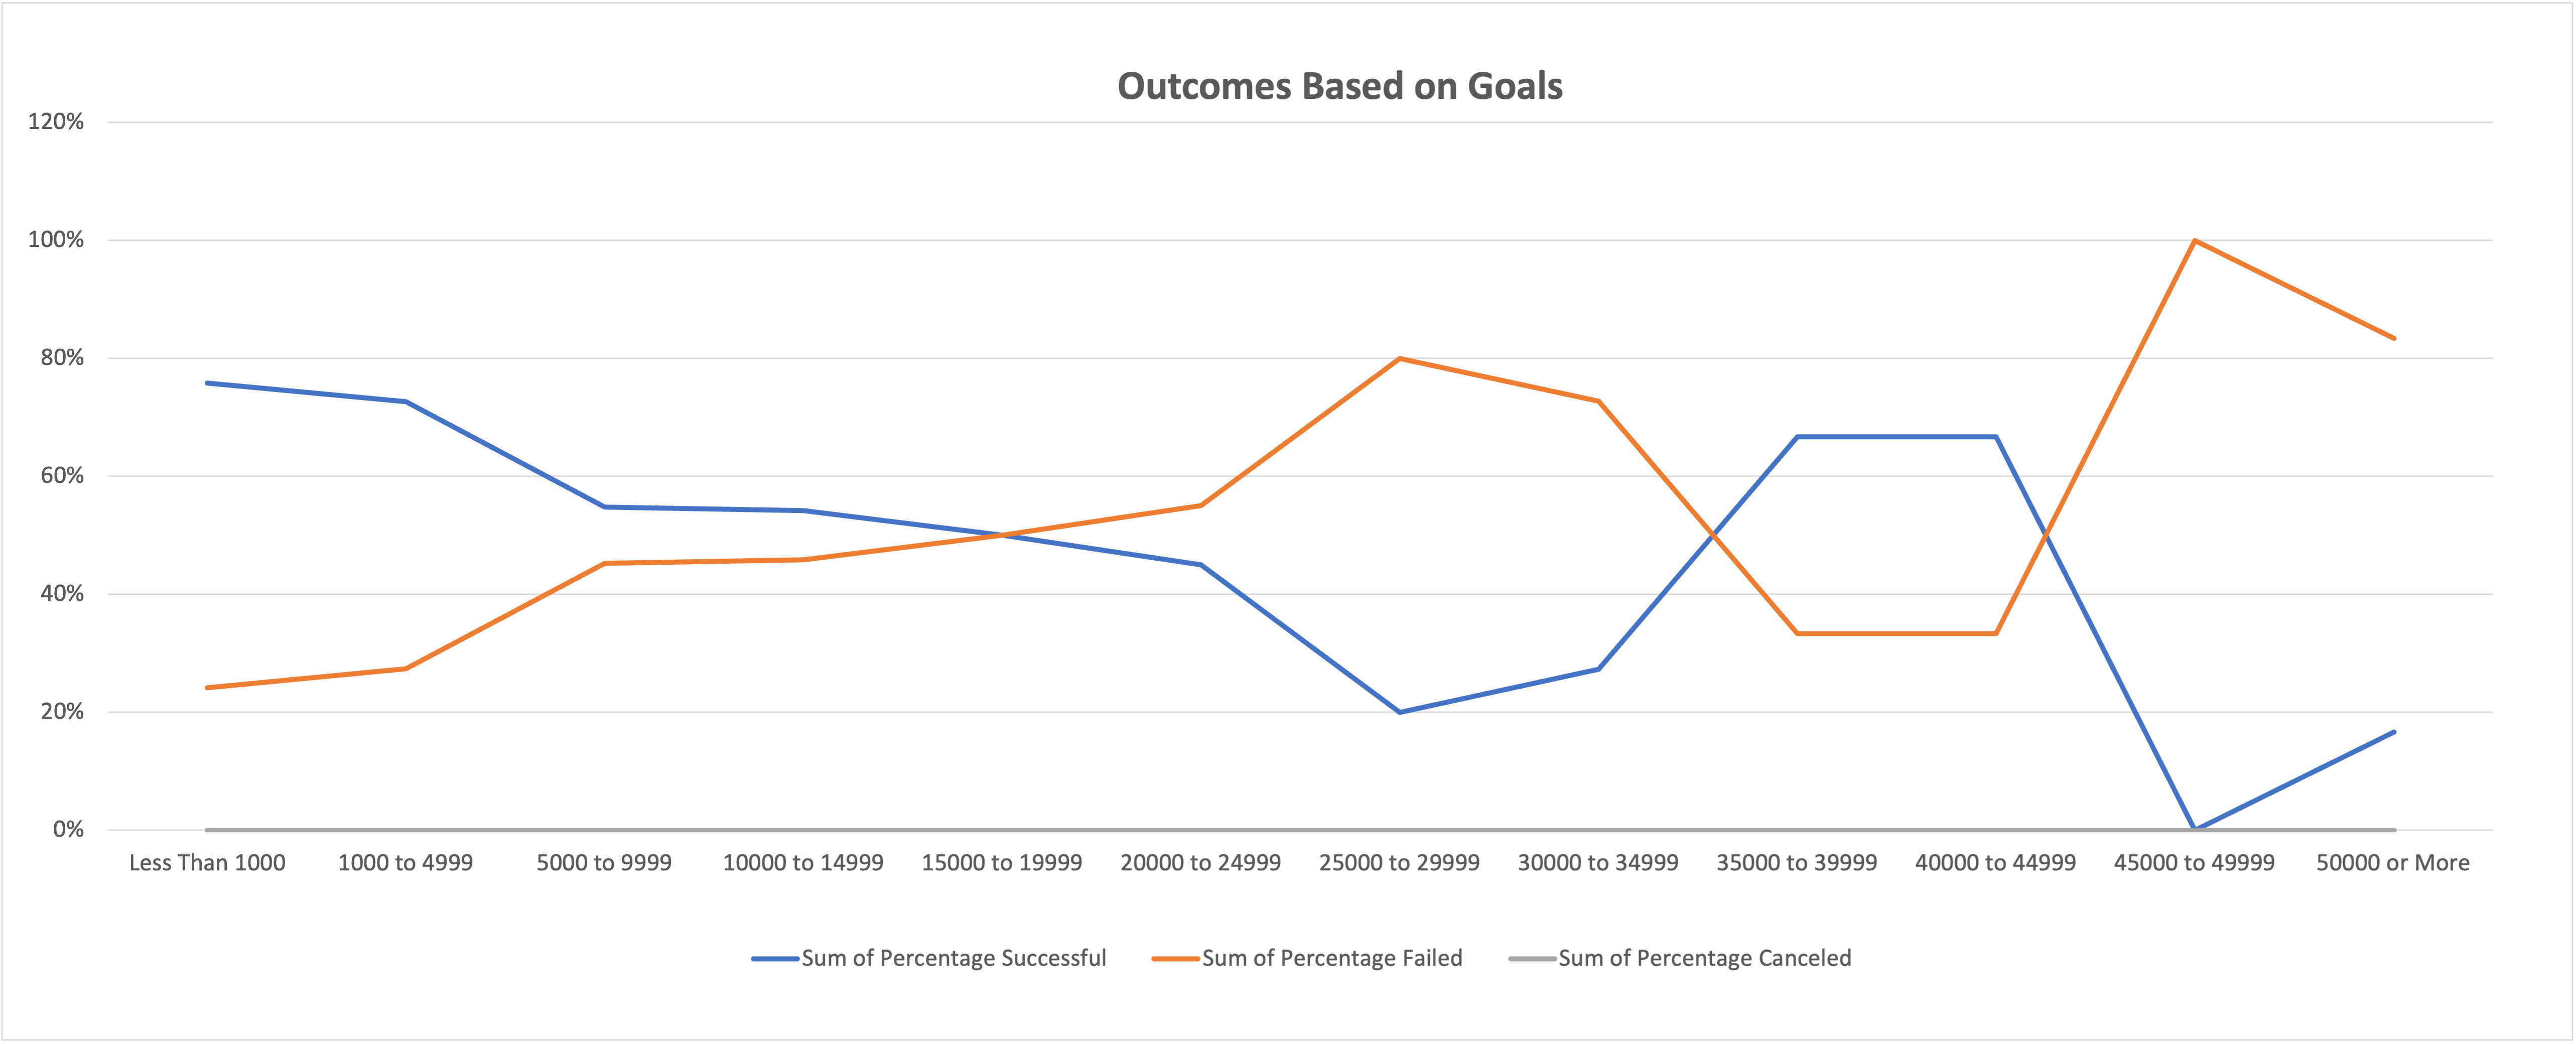 Outcomes Based on Goals
120%
100%
80%
60%
40%
20%
0%
Less Than 1000 1000 to 4999 5000 to 9999 10000 to 14999 15000 to 19999 20000 to 24999 25000 to 29999 30000 to 34999 35000 to 39999 40000 to 44999 45000 to 49999 50000 or More
Sum of Percentage Successful Sum of Percentage Failed Sum of Percentage Canceled